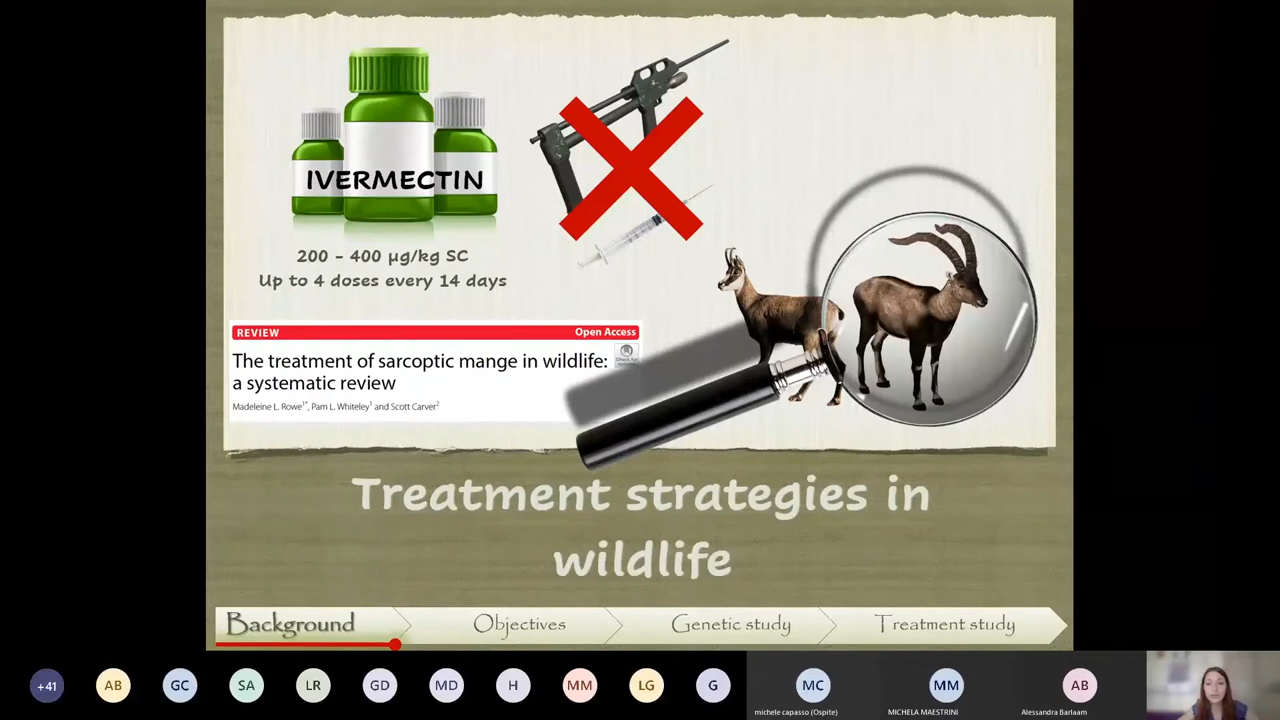 IVERMECTIN
200 - 400 µg/kg SC
Up to 4 doses every 14 days
REVIEW
Open Access
The treatment of sarcoptic mange in wildlife:
a systematic review
Madeleine L. Rowe1*, Pam L. Whiteley1 and Scott Carver2
Treatment strategies in
wildlife
Background
Objectives
Genetic study
Treatment study
+41
AB
GC
SA
LR
GD
MD
H
MM
LG
G
MC
MM
AB
michele capasso (Ospite)
MICHELA MAESTRINI
Alessandra Barlaam